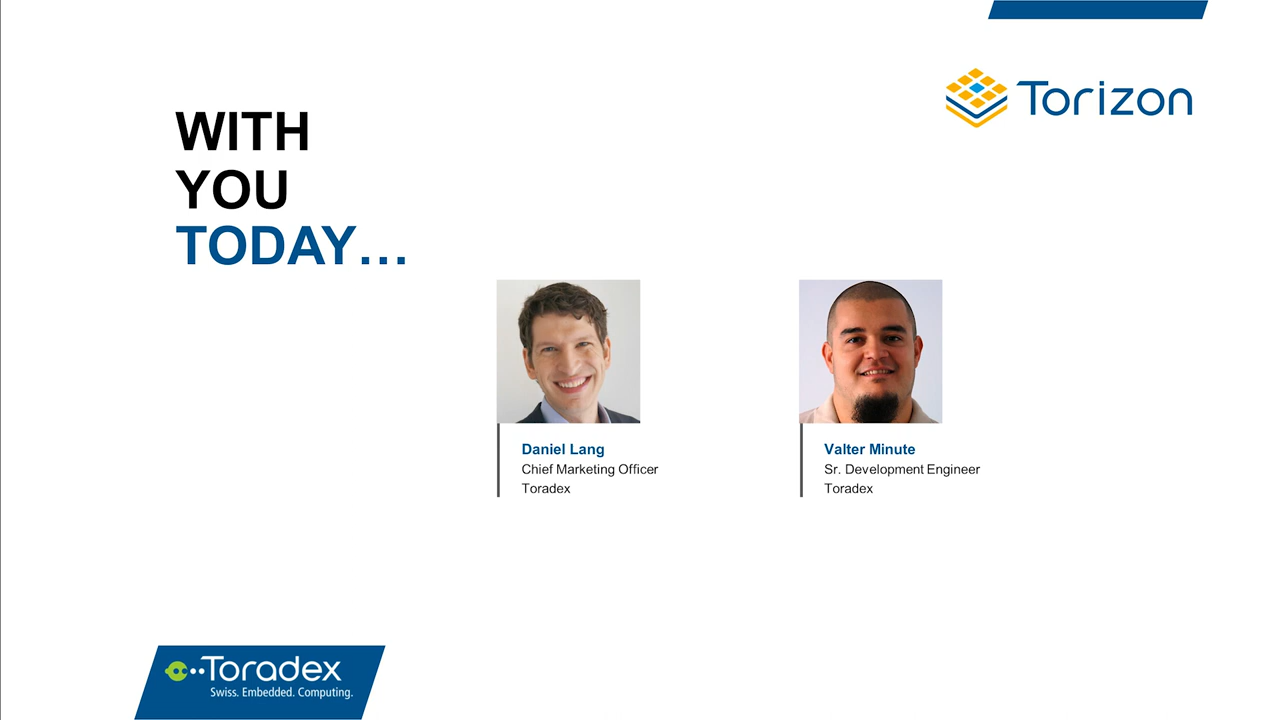 Torizon
WITH
YOU
TODAY…
Daniel Lang
Chief Marketing Officer
Toradex
Valter Minute
Sr. Development Engineer
Toradex
Toradex
Swiss. Embedded. Computing.